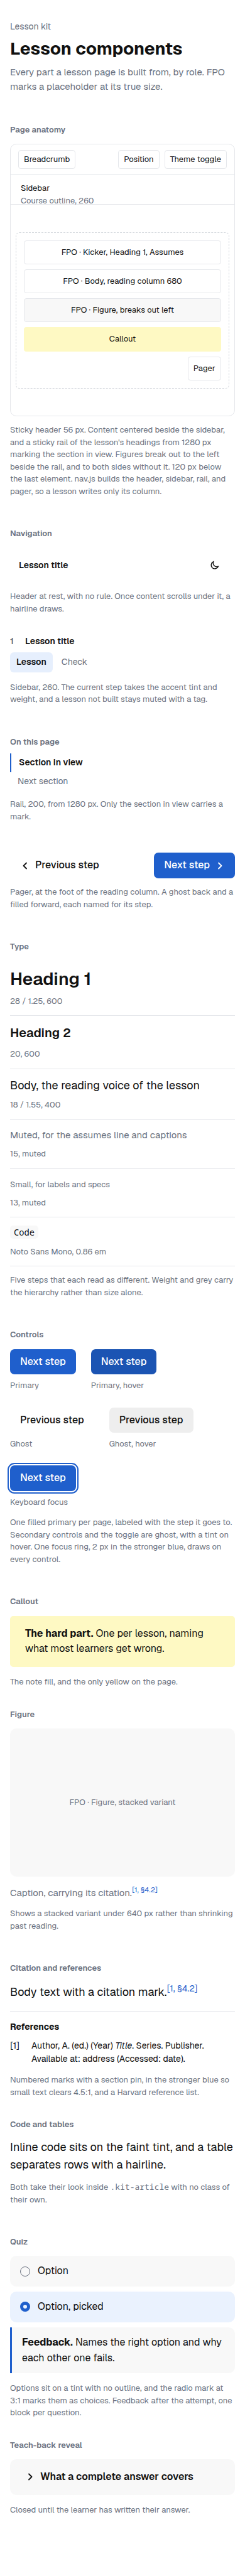 Lesson kit
Lesson components
Every part a lesson page is built from, by role. FPO
marks a placeholder at its true size.
Page anatomy
Breadcrumb
Position
Theme toggle
Sidebar
Course outline, 260
FPO · Kicker, Heading 1, Assumes
FPO · Body, reading column 680
FPO · Figure, breaks out left
Callout
Pager
Sticky header 56 px. Content centered beside the sidebar,
and a sticky rail of the lesson's headings from 1280 px
marking the section in view. Figures break out to the left
beside the rail, and to both sides without it. 120 px below
the last element. nav.js builds the header, sidebar, rail, and
pager, so a lesson writes only its column.
Navigation
Lesson title
Header at rest, with no rule. Once content scrolls under it, a
hairline draws.
1 Lesson title
Lesson Check
Sidebar, 260. The current step takes the accent tint and
weight, and a lesson not built stays muted with a tag.
On this page
Section in view
Next section
Rail, 200, from 1280 px. Only the section in view carries a
mark.
Previous step
Next step
Pager, at the foot of the reading column. A ghost back and a
filled forward, each named for its step.
Type
Heading 1
28 / 1.25, 600
Heading 2
20, 600
Body, the reading voice of the lesson
18 / 1.55, 400
Muted, for the assumes line and captions
15, muted
Small, for labels and specs
13, muted
Code
Noto Sans Mono, 0.86 em
Five steps that each read as different. Weight and grey carry
the hierarchy rather than size alone.
Controls
Next step
Next step
Primary
Primary, hover
Previous step
Previous step
Ghost
Ghost, hover
Next step
Keyboard focus
One filled primary per page, labeled with the step it goes to.
Secondary controls and the toggle are ghost, with a tint on
hover. One focus ring, 2 px in the stronger blue, draws on
every control.
Callout
The hard part. One per lesson, naming
what most learners get wrong.
The note fill, and the only yellow on the page.
Figure
FPO · Figure, stacked variant
Caption, carrying its citation.[1, §4.2]
Shows a stacked variant under 640 px rather than shrinking
past reading.
Citation and references
Body text with a citation mark.[1, §4.2]
References
[1] Author, A. (ed.) (Year) Title. Series. Publisher.
Available at: address (Accessed: date).
Numbered marks with a section pin, in the stronger blue so
small text clears 4.5:1, and a Harvard reference list.
Code and tables
Inline code sits on the faint tint, and a table
separates rows with a hairline.
Both take their look inside .kit-article with no class of
their own.
Quiz
Option
Option, picked
Feedback. Names the right option and why
each other one fails.
Options sit on a tint with no outline, and the radio mark at
3:1 marks them as choices. Feedback after the attempt, one
block per question.
Teach-back reveal
What a complete answer covers
Closed until the learner has written their answer.